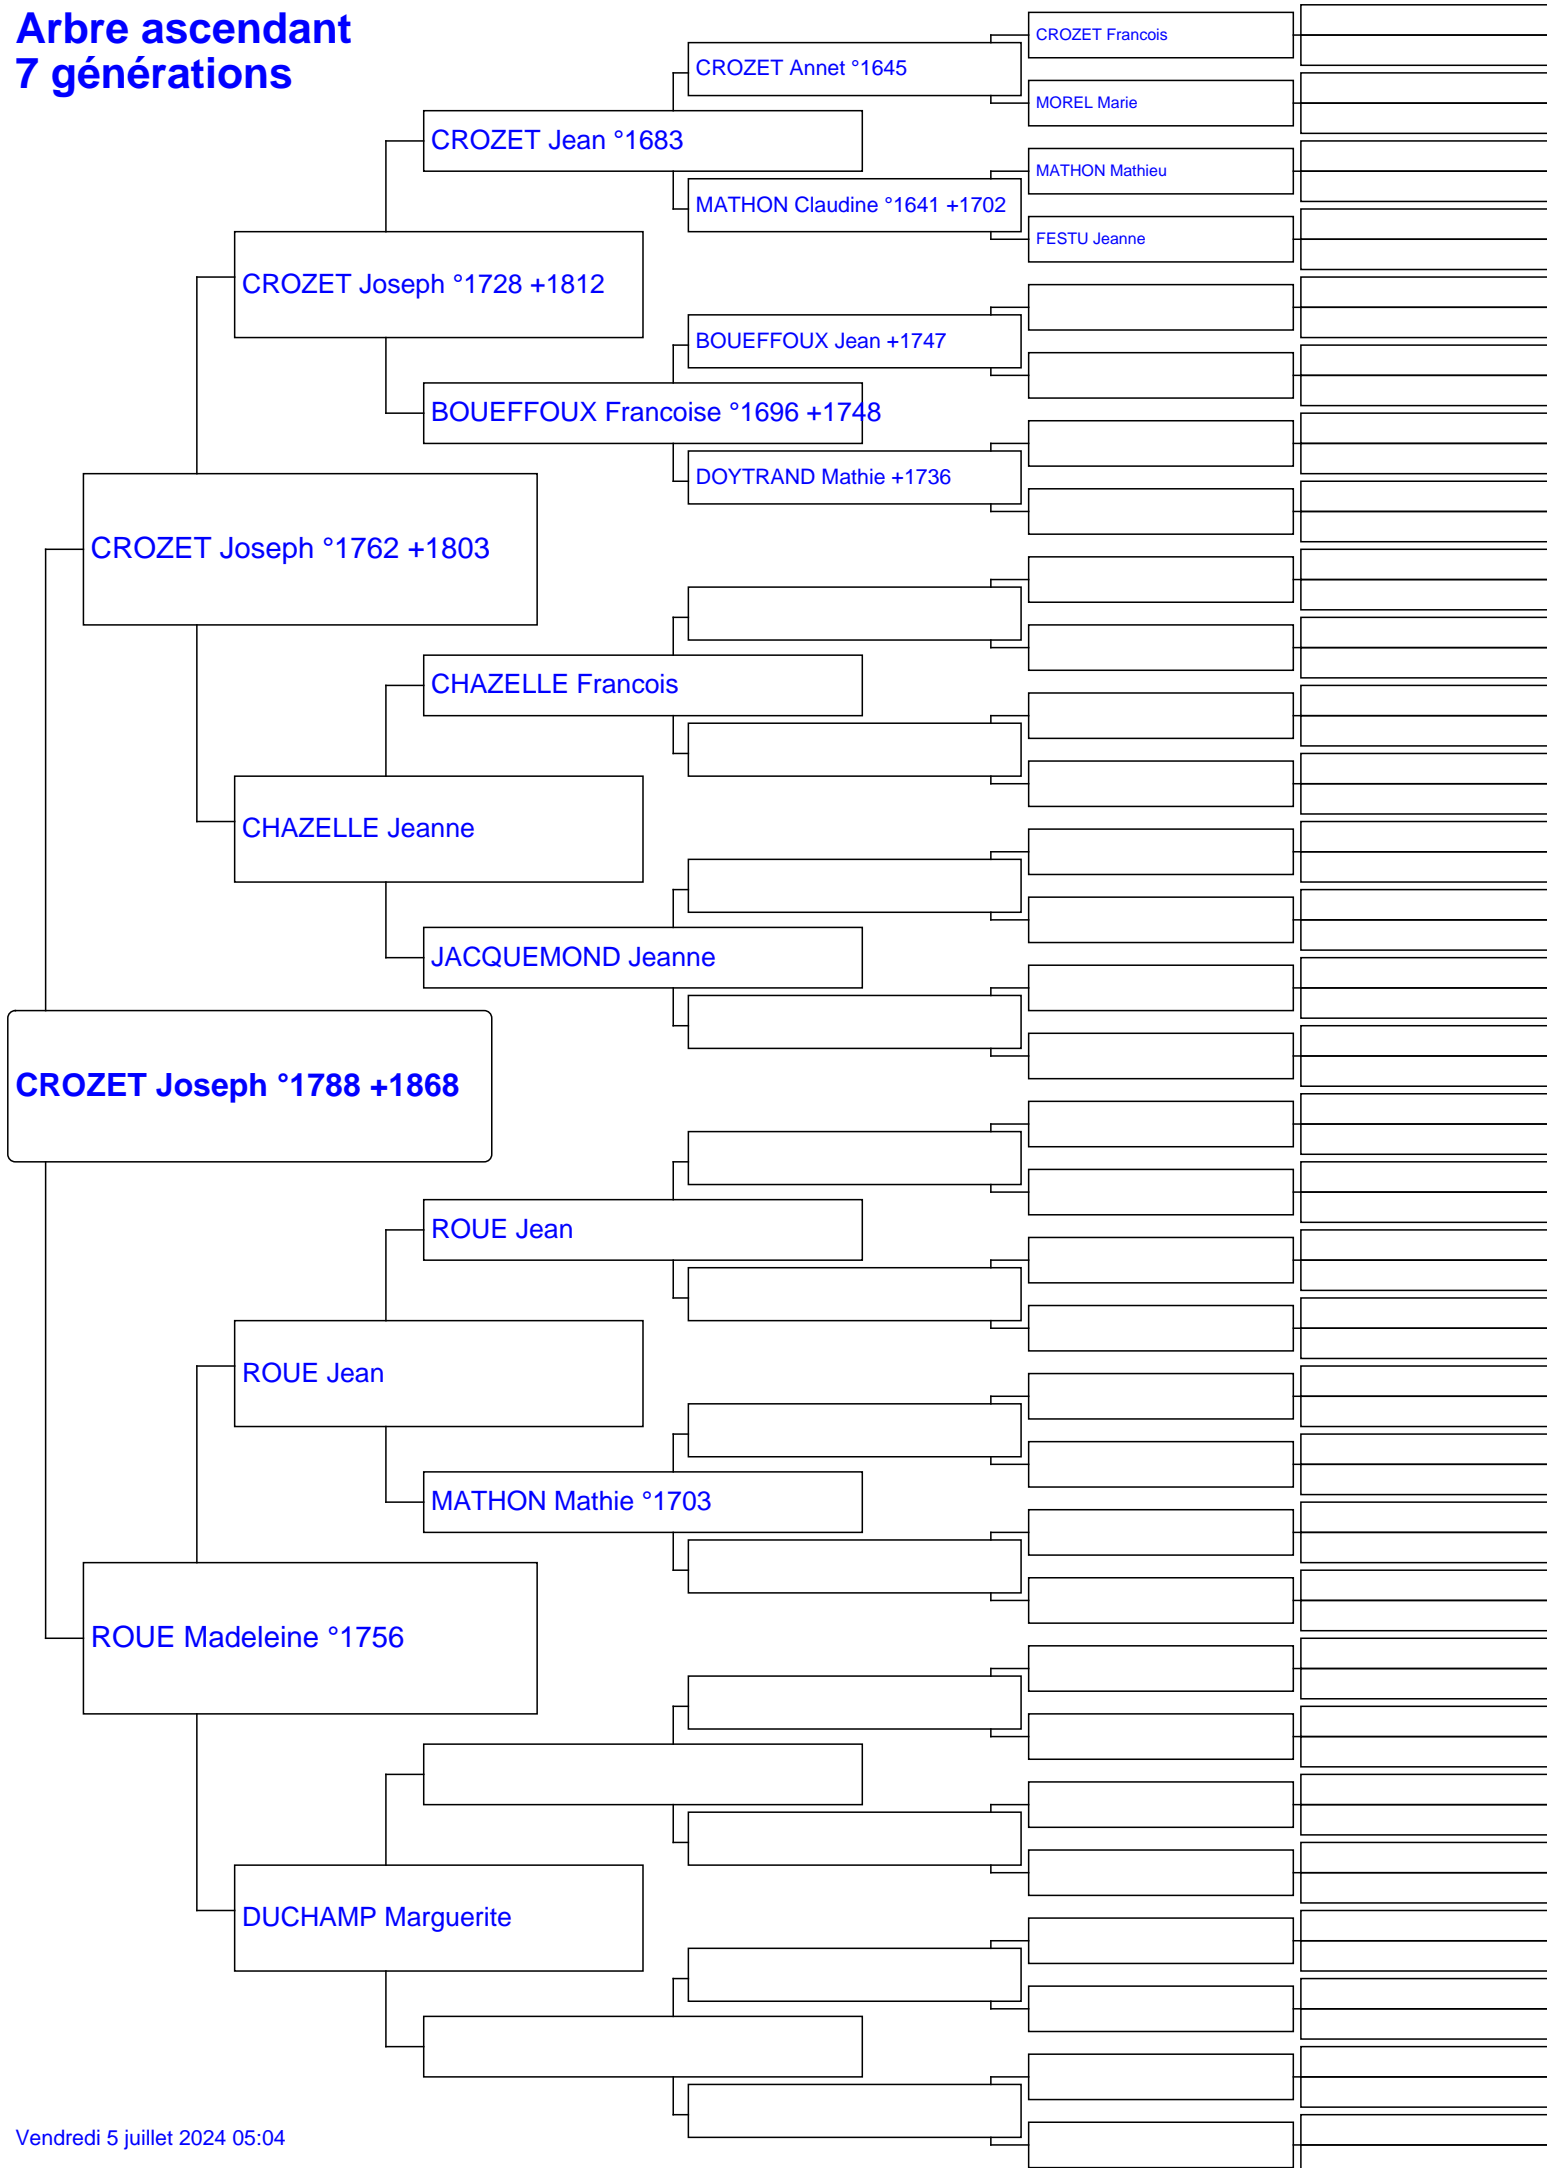 Arbre ascendant
7 générations
CROZET Francois
CROZET Annet °1645
MOREL Marie
CROZET Jean °1683
MATHON Mathieu
MATHON Claudine °1641 +1702
FESTU Jeanne
CROZET Joseph °1728 +1812
BOUEFFOUX Jean +1747
BOUEFFOUX Francoise °1696 +1748
DOYTRAND Mathie +1736
CROZET Joseph °1762 +1803
CHAZELLE Francois
CHAZELLE Jeanne
JACQUEMOND Jeanne
CROZET Joseph °1788 +1868
ROUE Jean
ROUE Jean
MATHON Mathie °1703
ROUE Madeleine °1756
DUCHAMP Marguerite
Vendredi 5 juillet 2024 05:04